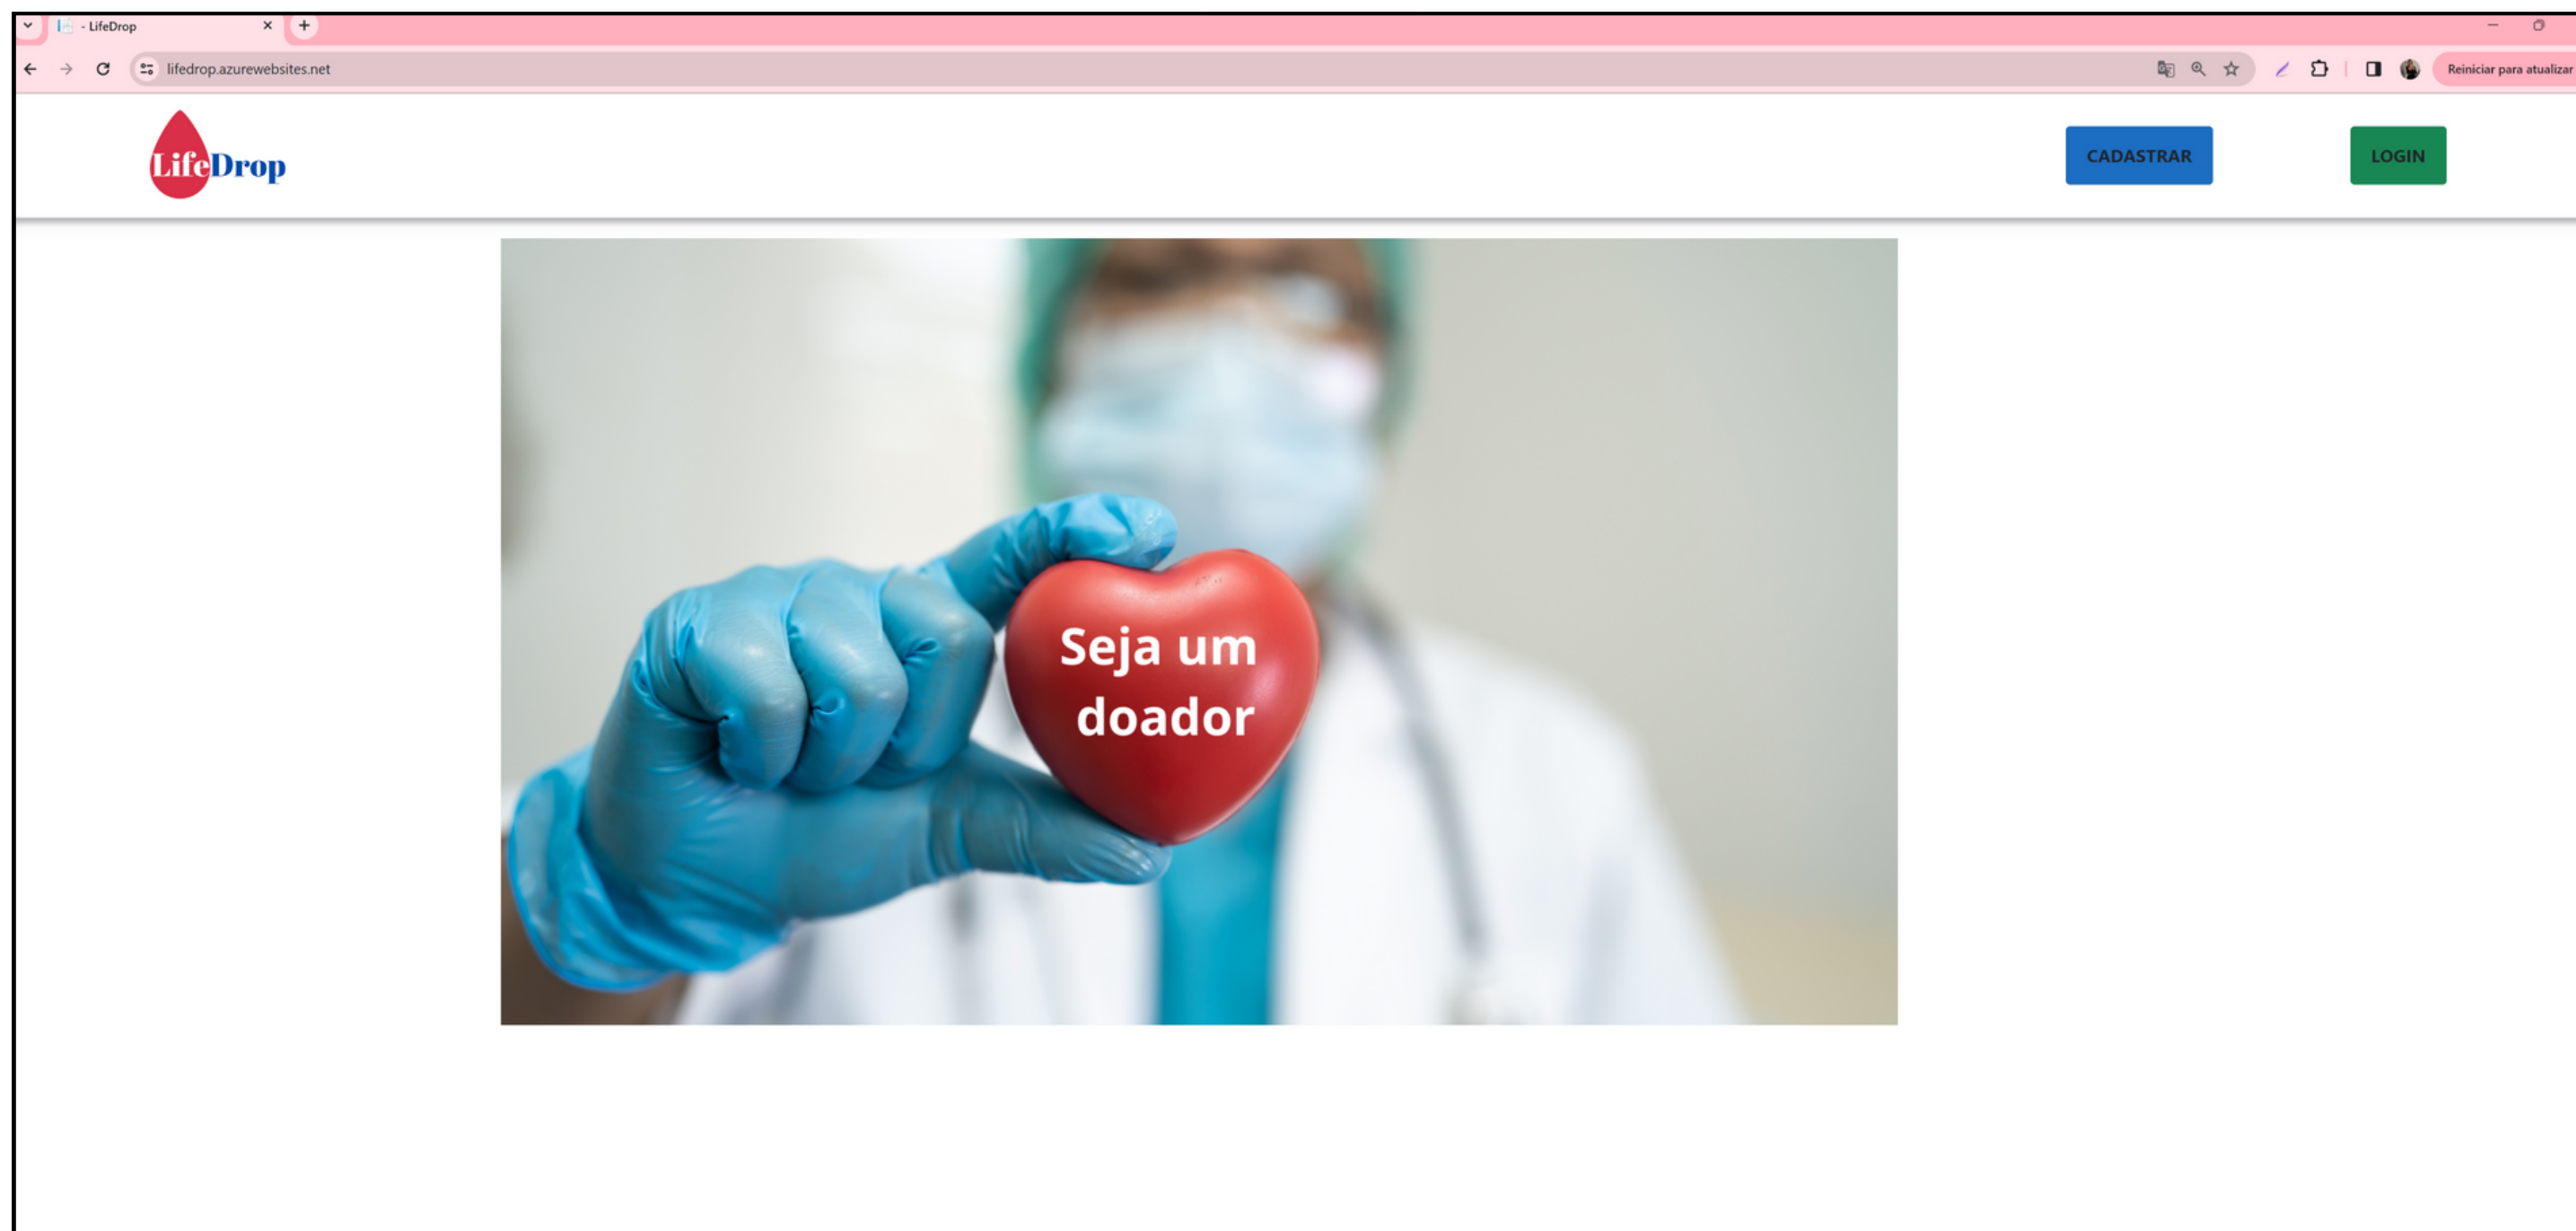 - LifeDrop
lifedrop.azurewebsites.net
Reiniciar para atualizar
LifeDrop
CADASTRAR
LOGIN
Seja um
doador